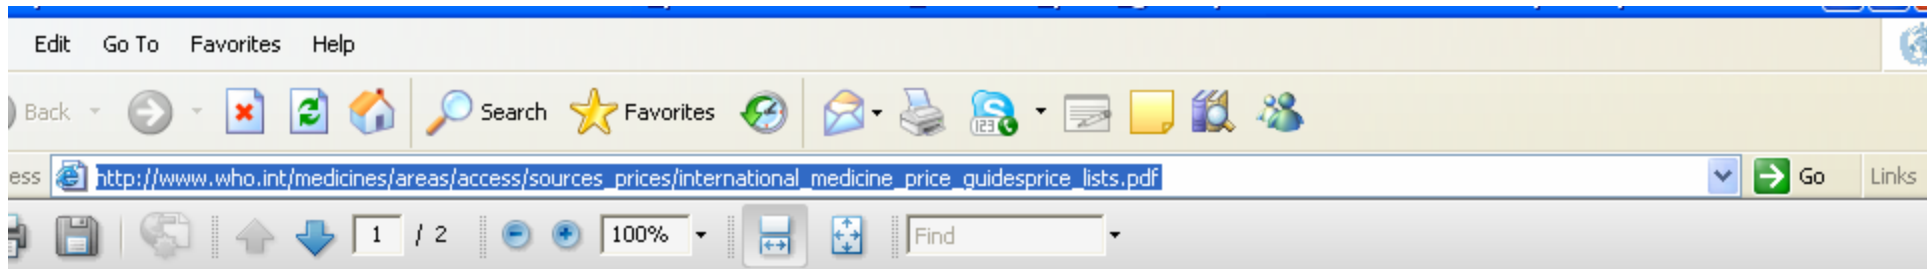 Edit Go To Favorites Help
Back Search Favorites 123
ess http://www.who.int/medicines/areas/access/sources_prices/international_medicine_price_guidesprice_lists.pdf Go Links
1 / 2 100% Find